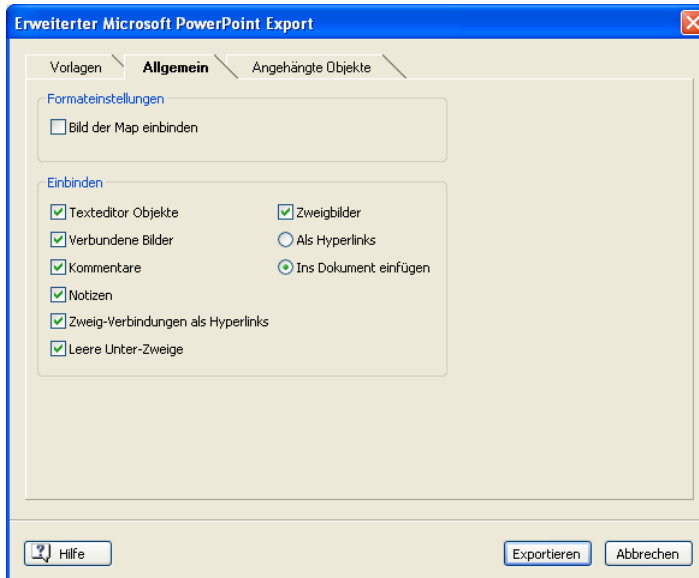 Erweiterter Microsoft PowerPoint Export
Vorlagen Allgemein Angehängte Objekte
Formateinstellungen
Bild der Map einbinden
Einbinden
Texteditor Objekte
Verbundene Bilder
Kommentare
Notizen
Zweig-Verbindungen als Hyperlinks
Leere Unter-Zweige
Zweigbilder
Als Hyperlinks
Ins Dokument einfügen
Hilfe Exportieren Abbrechen